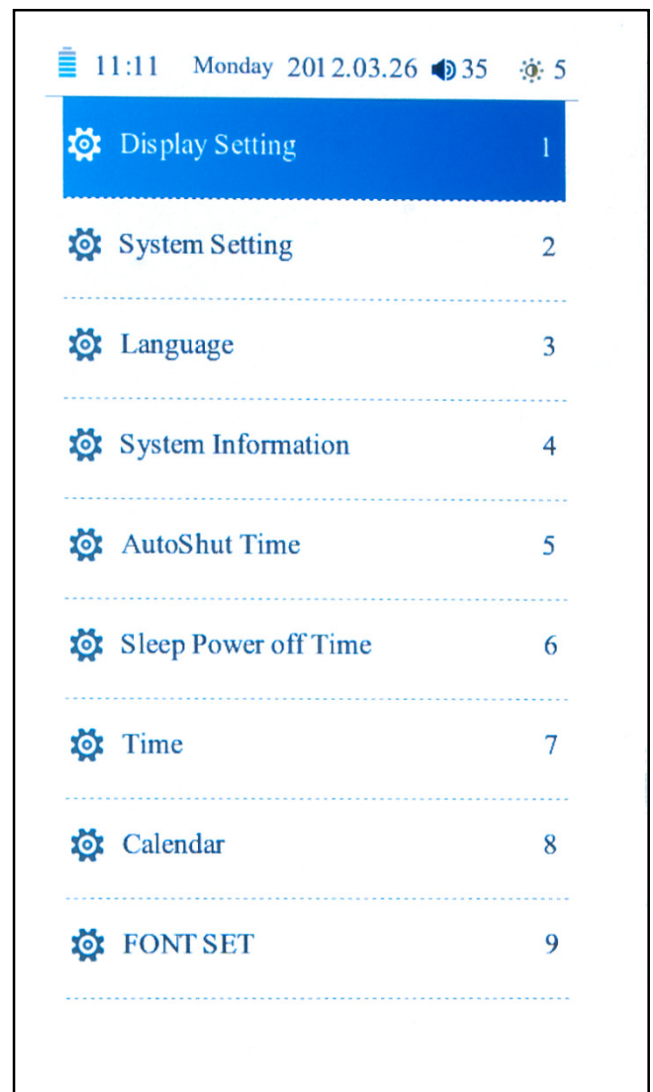 11:11 Monday 2012.03.26 35 5
Display Setting 1
System Setting 2
Language 3
System Information 4
AutoShut Time 5
Sleep Power off Time 6
Time 7
Calendar 8
FONT SET 9